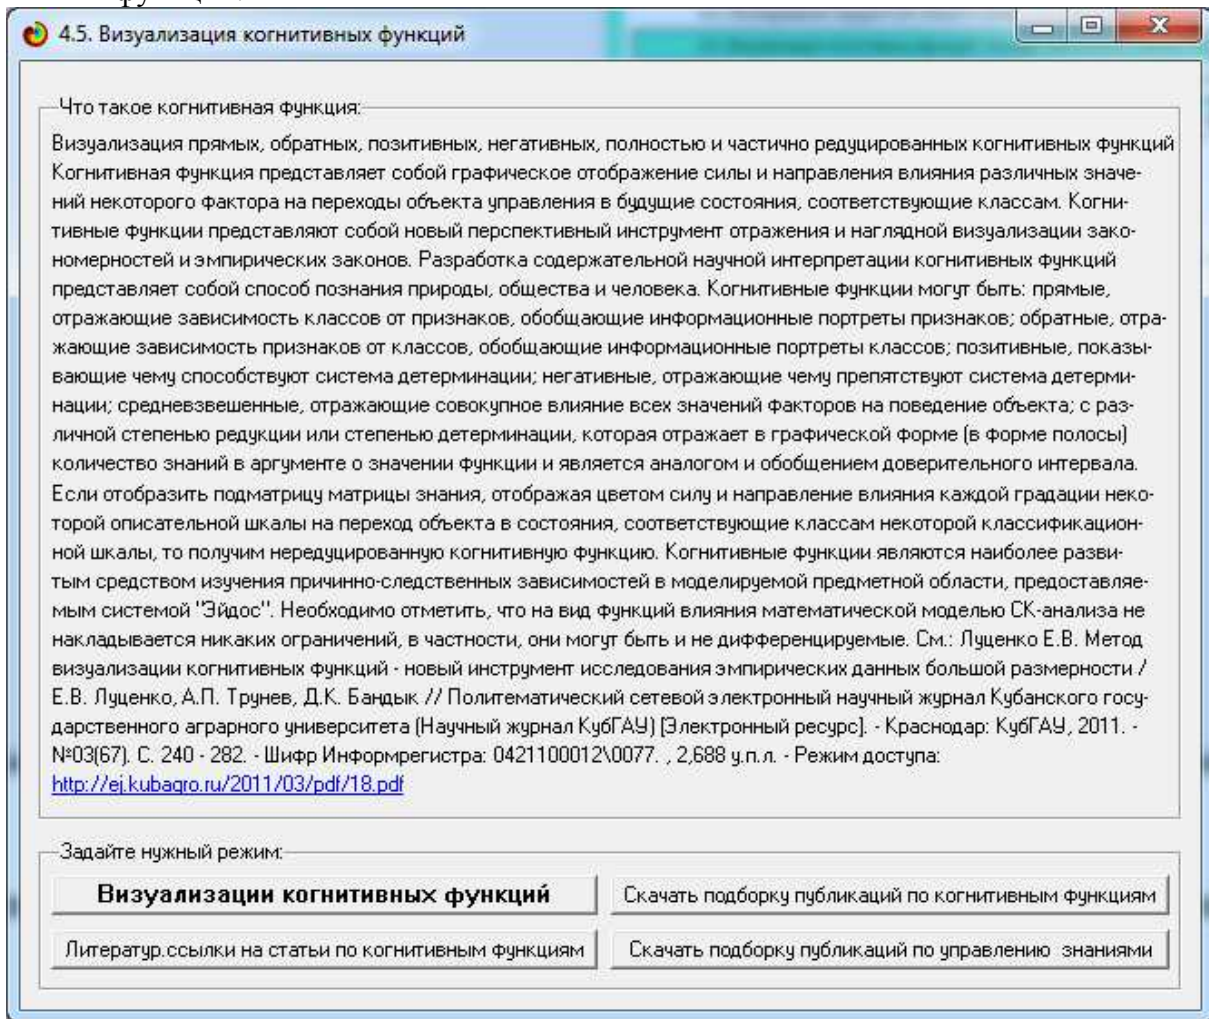 4.5. Визуализация когнитивных функций
Что такое когнитивная функция:
Визуализация прямых, обратных, позитивных, негативных, полностью и частично редуцированных когнитивных функций
Когнитивная функция представляет собой графическое отображение силы и направления влияния различных значе-
ний некоторого фактора на переходы объекта управления в будущие состояния, соответствующие классам. Когни-
тивные функции представляют собой новый перспективный инструмент отражения и наглядной визуализации зако-
номерностей и эмпирических законов. Разработка содержательной научной интерпретации когнитивных функций
представляет собой способ познания природы, общества и человека. Когнитивные функции могут быть: прямые,
отражающие зависимость классов от признаков, обобщающие информационные портреты признаков; обратные, отра-
жающие зависимость признаков от классов, обобщающие информационные портреты классов; позитивные, показы-
вающие чему способствуют система детерминации; негативные, отражающие чему препятствуют система детерми-
нации; средневзвешенные, отражающие совокупное влияние всех значений факторов на поведение объекта; с раз-
личной степенью редукции или степенью детерминации, которая отражает в графической форме (в форме полосы)
количество знаний в аргументе о значении функции и является аналогом и обобщением доверительного интервала.
Если отобразить подматрицу матрицы знания, отображая цветом силу и направление влияния каждой градации неко-
торой описательной шкалы на переход объекта в состояния, соответствующие классам некоторой классификацион-
ной шкалы, то получим нередуцированную когнитивную функцию. Когнитивные функции являются наиболее разви-
тым средством изучения причинно-следственных зависимостей в моделируемой предметной области, предоставляе-
мым системой "Эйдос". Необходимо отметить, что на вид функций влияния математической моделью СК-анализа не
накладывается никаких ограничений, в частности, они могут быть и не дифференцируемые. См.: Луценко Е.В. Метод
визуализации когнитивных функций - новый инструмент исследования эмпирических данных большой размерности /
Е.В. Луценко, А.П. Трунев, Д.К. Бандык // Политематический сетевой электронный научный журнал Кубанского госу-
дарственного аграрного университета (Научный журнал КубГАУ) [Электронный ресурс]. - Краснодар: КубГАУ, 2011. -
№03(67). С. 240 - 282. - Шифр Информрегистра: 0421100012\0077. , 2,688 у.п.л. - Режим доступа:
http://ej.kubagro.ru/2011/03/pdf/18.pdf
Задайте нужный режим:
Визуализации когнитивных функций
Скачать подборку публикаций по когнитивным функциям
Литератур.ссылки на статьи по когнитивным функциям
Скачать подборку публикаций по управлению знаниями